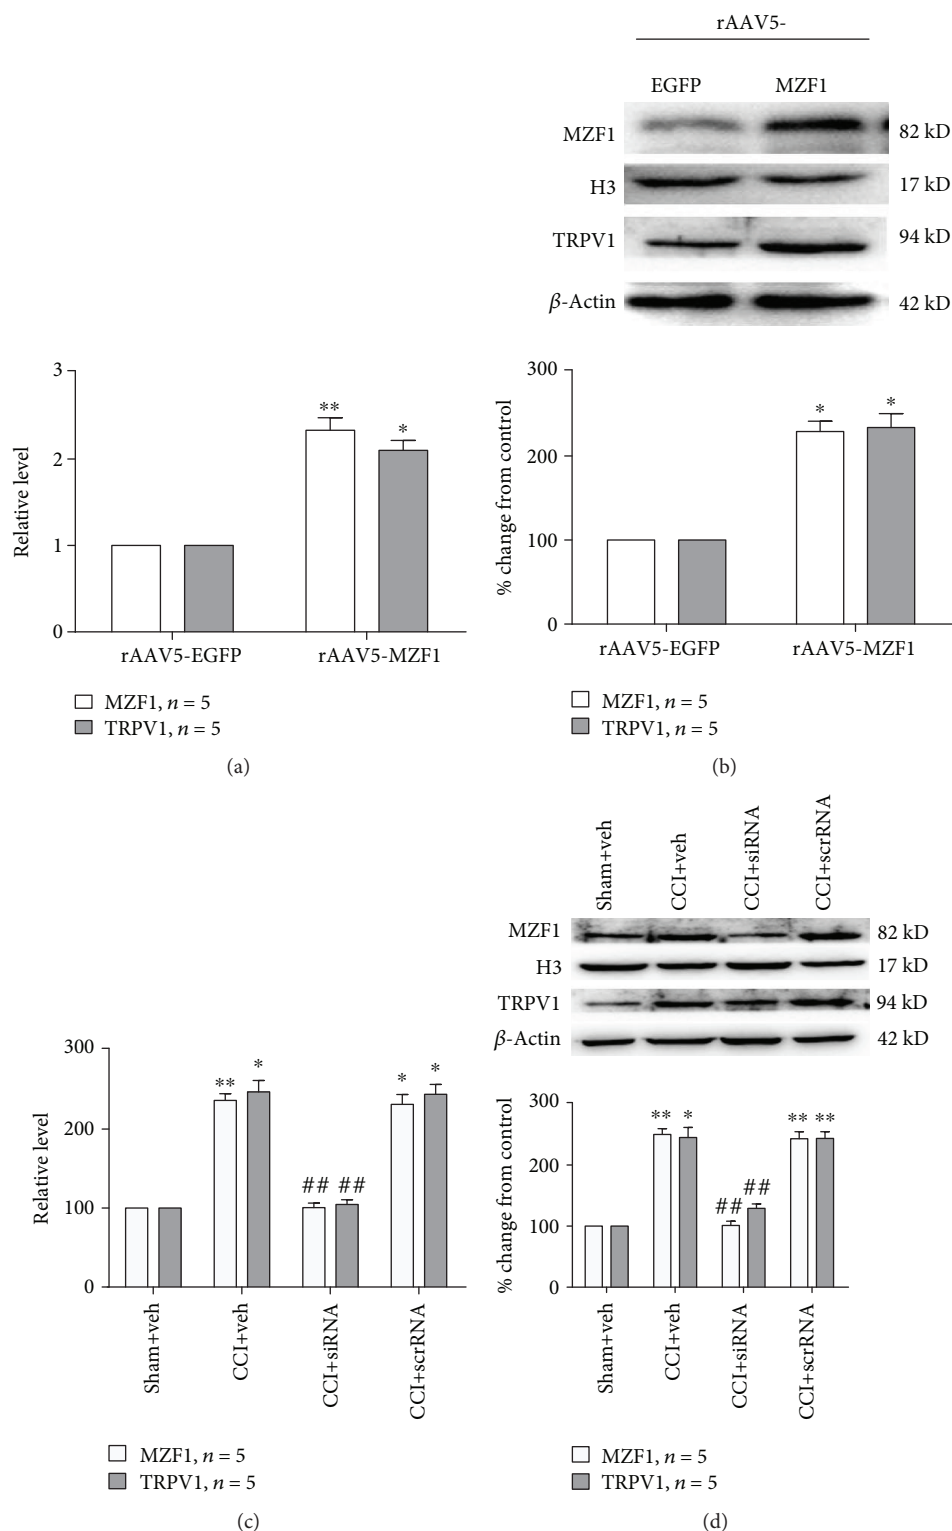 rAAV5-
EGFP MZF1
MZF1 82 kD
H3 17 kD
TRPV1 94 kD
β-Actin 42 kD
Relative level
3
2
1
0
** *
rAAV5-EGFP rAAV5-MZF1
MZF1, n = 5
TRPV1, n = 5
(a)
% change from control
300
200
100
0
* *
rAAV5-EGFP rAAV5-MZF1
MZF1, n = 5
TRPV1, n = 5
(b)
Relative level
300
200
100
0
** * ## ## * *
Sham+veh CCI+veh CCI+siRNA CCI+scrRNA
MZF1, n = 5
TRPV1, n = 5
(c)
Sham+veh CCI+veh CCI+siRNA CCI+scrRNA
MZF1 82 kD
H3 17 kD
TRPV1 94 kD
β-Actin 42 kD
% change from control
300
200
100
0
** * ## ## ** **
Sham+veh CCI+veh CCI+siRNA CCI+scrRNA
MZF1, n = 5
TRPV1, n = 5
(d)